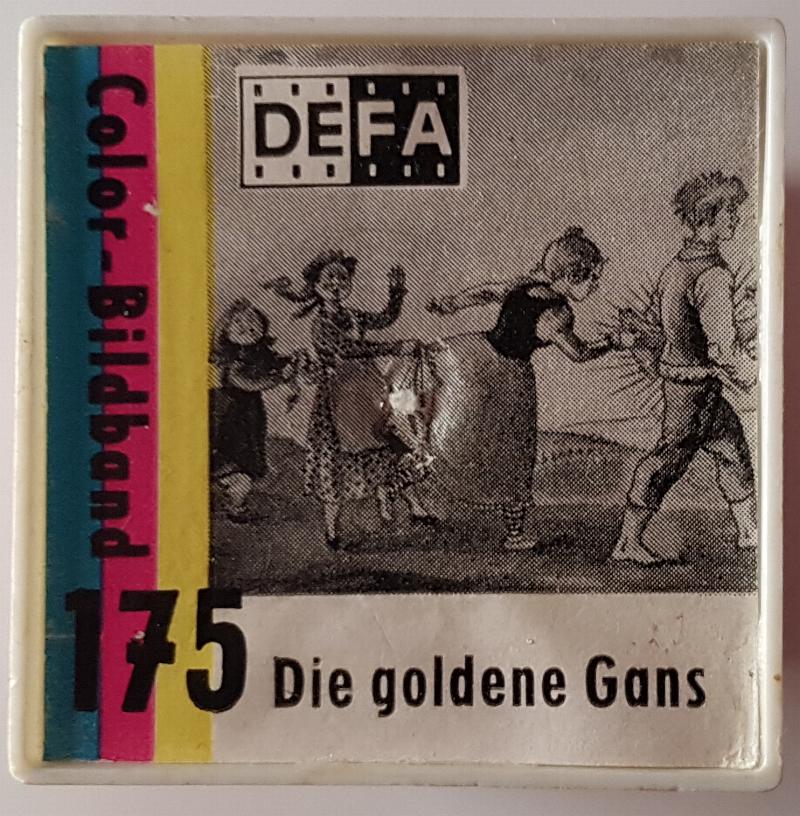 DEFA
Color-Bildband
175
Die goldene Gans